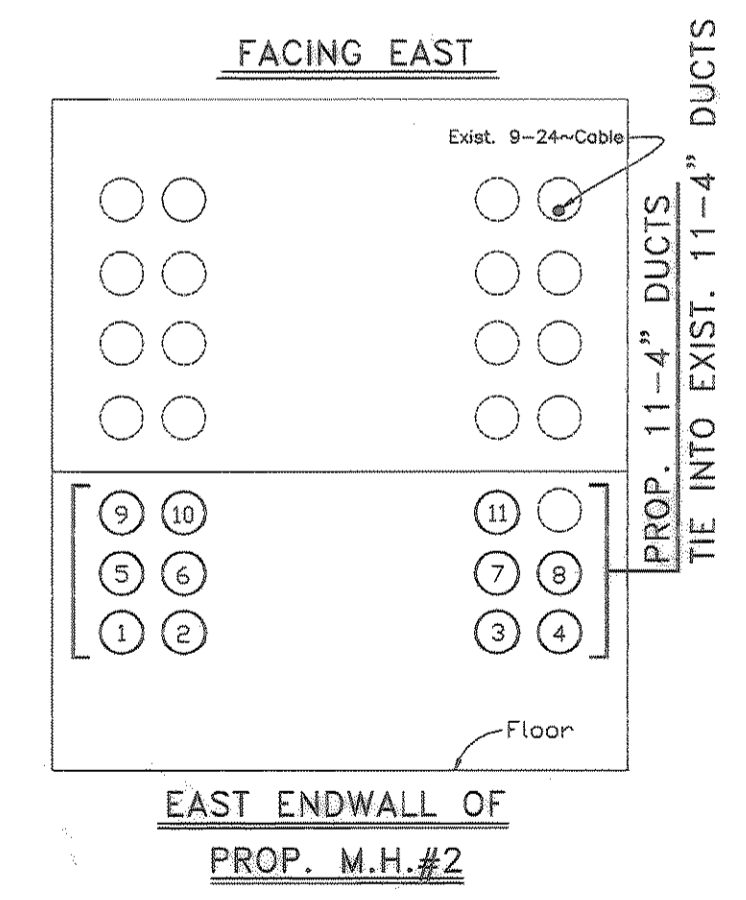 FACING EAST
Exist. 9-24~Cable
PROP. 11-4" DUCTS
TIE INTO EXIST. 11-4" DUCTS
9 10 11
5 6 7 8
1 2 3 4
Floor
EAST ENDWALL OF
PROP. M.H.#2